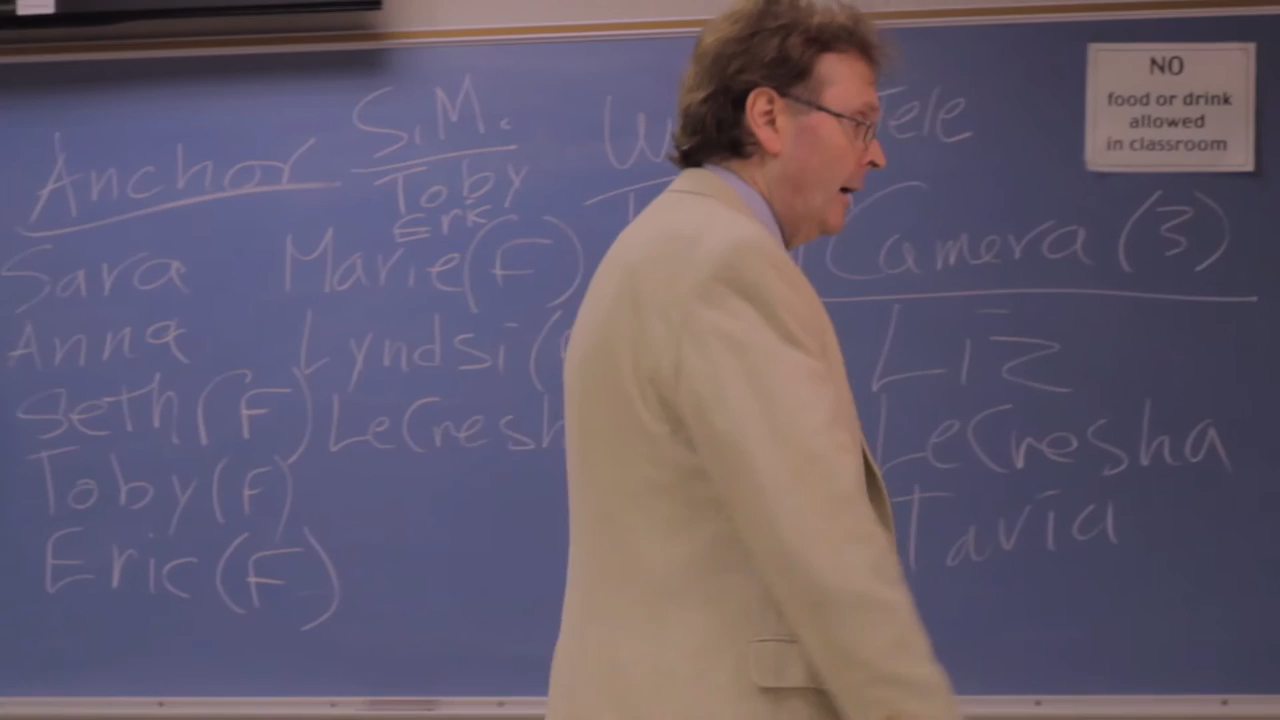 Anchor
Sara
Anna
Seth (F)
Toby (F)
Eric (F)
S.M.
Toby
Erk
Marie (F)
Lyndsi
Tele
Camera (3)
Liz
LeCresha
Tavia
NO
food or drink
allowed
in classroom